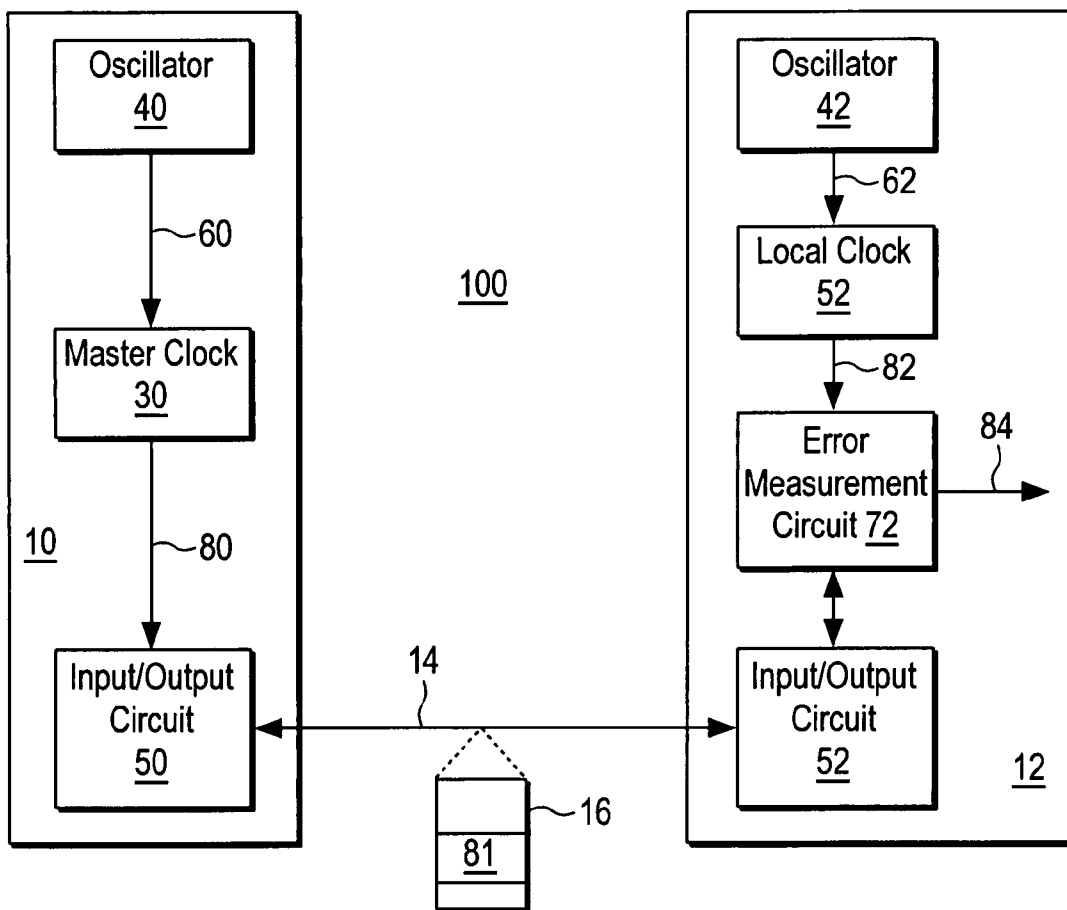 Oscillator
40
60
Master Clock
30
10
80
Input/Output
Circuit
50
100
14
16
81
Oscillator
42
62
Local Clock
52
82
Error
Measurement
Circuit 72
84
Input/Output
Circuit
52
12